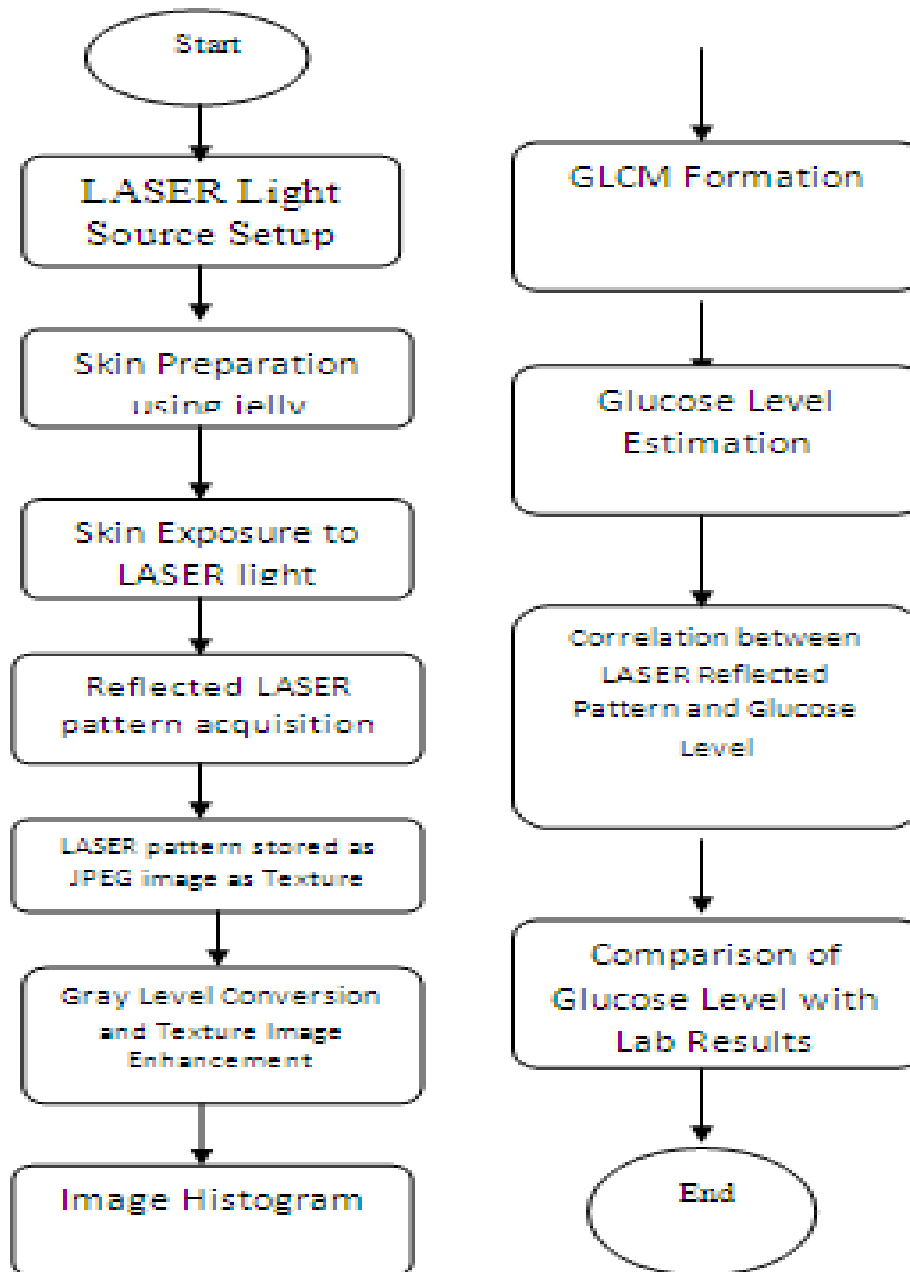 Start
LASER Light
Source Setup
Skin Preparation
using jelly
Skin Exposure to
LASER light
Reflected LASER
pattern acquisition
LASER pattern stored as
JPEG image as Texture
Gray Level Conversion
and Texture Image
Enhancement
Image Histogram
GLCM Formation
Glucose Level
Estimation
Correlation between
LASER Reflected
Pattern and Glucose
Level
Comparison of
Glucose Level with
Lab Results
End